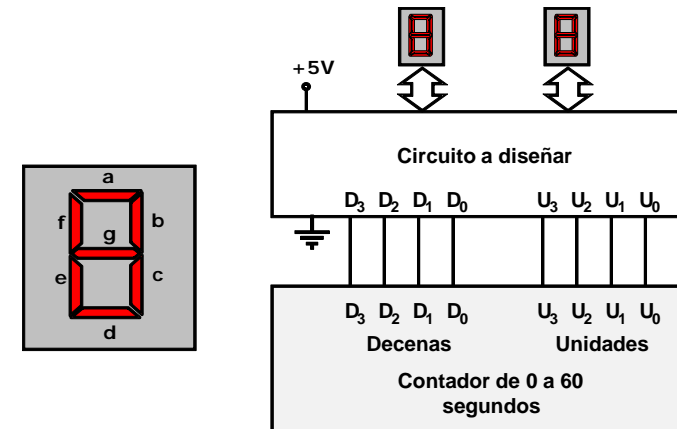 +5V
Circuito a diseñar
D3 D2 D1 D0 U3 U2 U1 U0
a
f b
g
e c
d
D3 D2 D1 D0 U3 U2 U1 U0
Decenas Unidades
Contador de 0 a 60
segundos